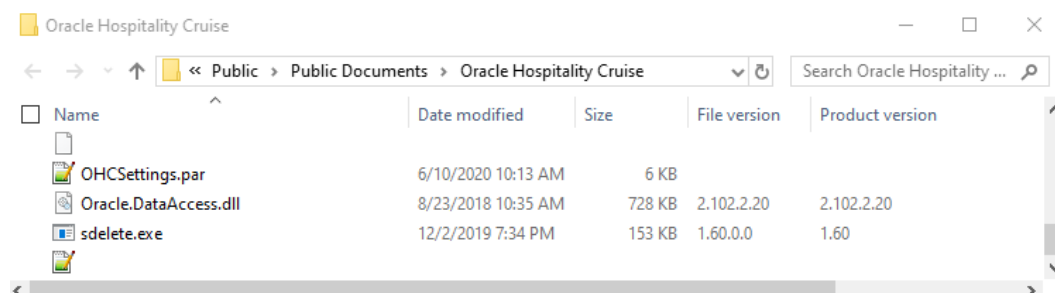 Oracle Hospitality Cruise
« Public > Public Documents > Oracle Hospitality Cruise Search Oracle Hospitality ...
Name Date modified Size File version Product version
OHCSettings.par 6/10/2020 10:13 AM 6 KB
Oracle.DataAccess.dll 8/23/2018 10:35 AM 728 KB 2.102.2.20 2.102.2.20
sdelete.exe 12/2/2019 7:34 PM 153 KB 1.60.0.0 1.60